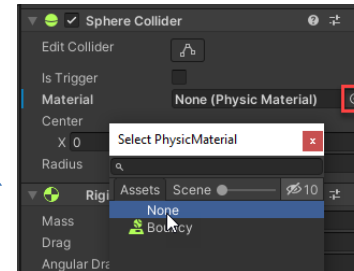 Sphere Collider
Edit Collider
Is Trigger
Material None (Physic Material)
Center
X 0
Select PhysicMaterial x
Radius
Assets Scene 10
Rigi
None
Mass
Bouncy
Drag
Angular Dra